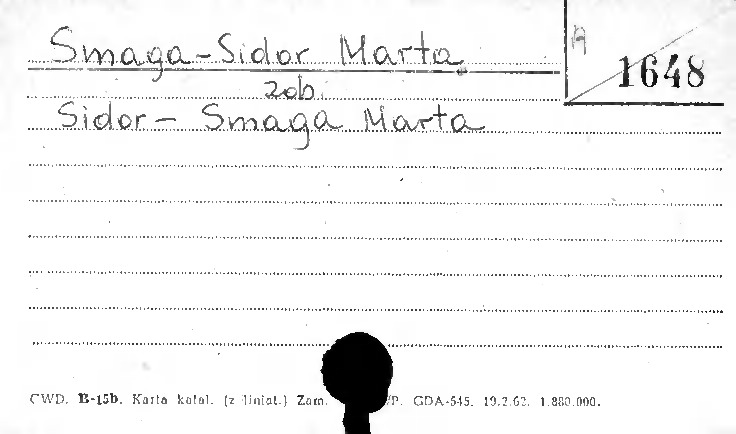 Smaga-Sidor Marta
A
1648
zob.
Sidor- Smaga Marta
CWD. B-15b. Karta katal. (z liniat.) Zam. P. GDA-545. 19.2.62. 1.880.000.